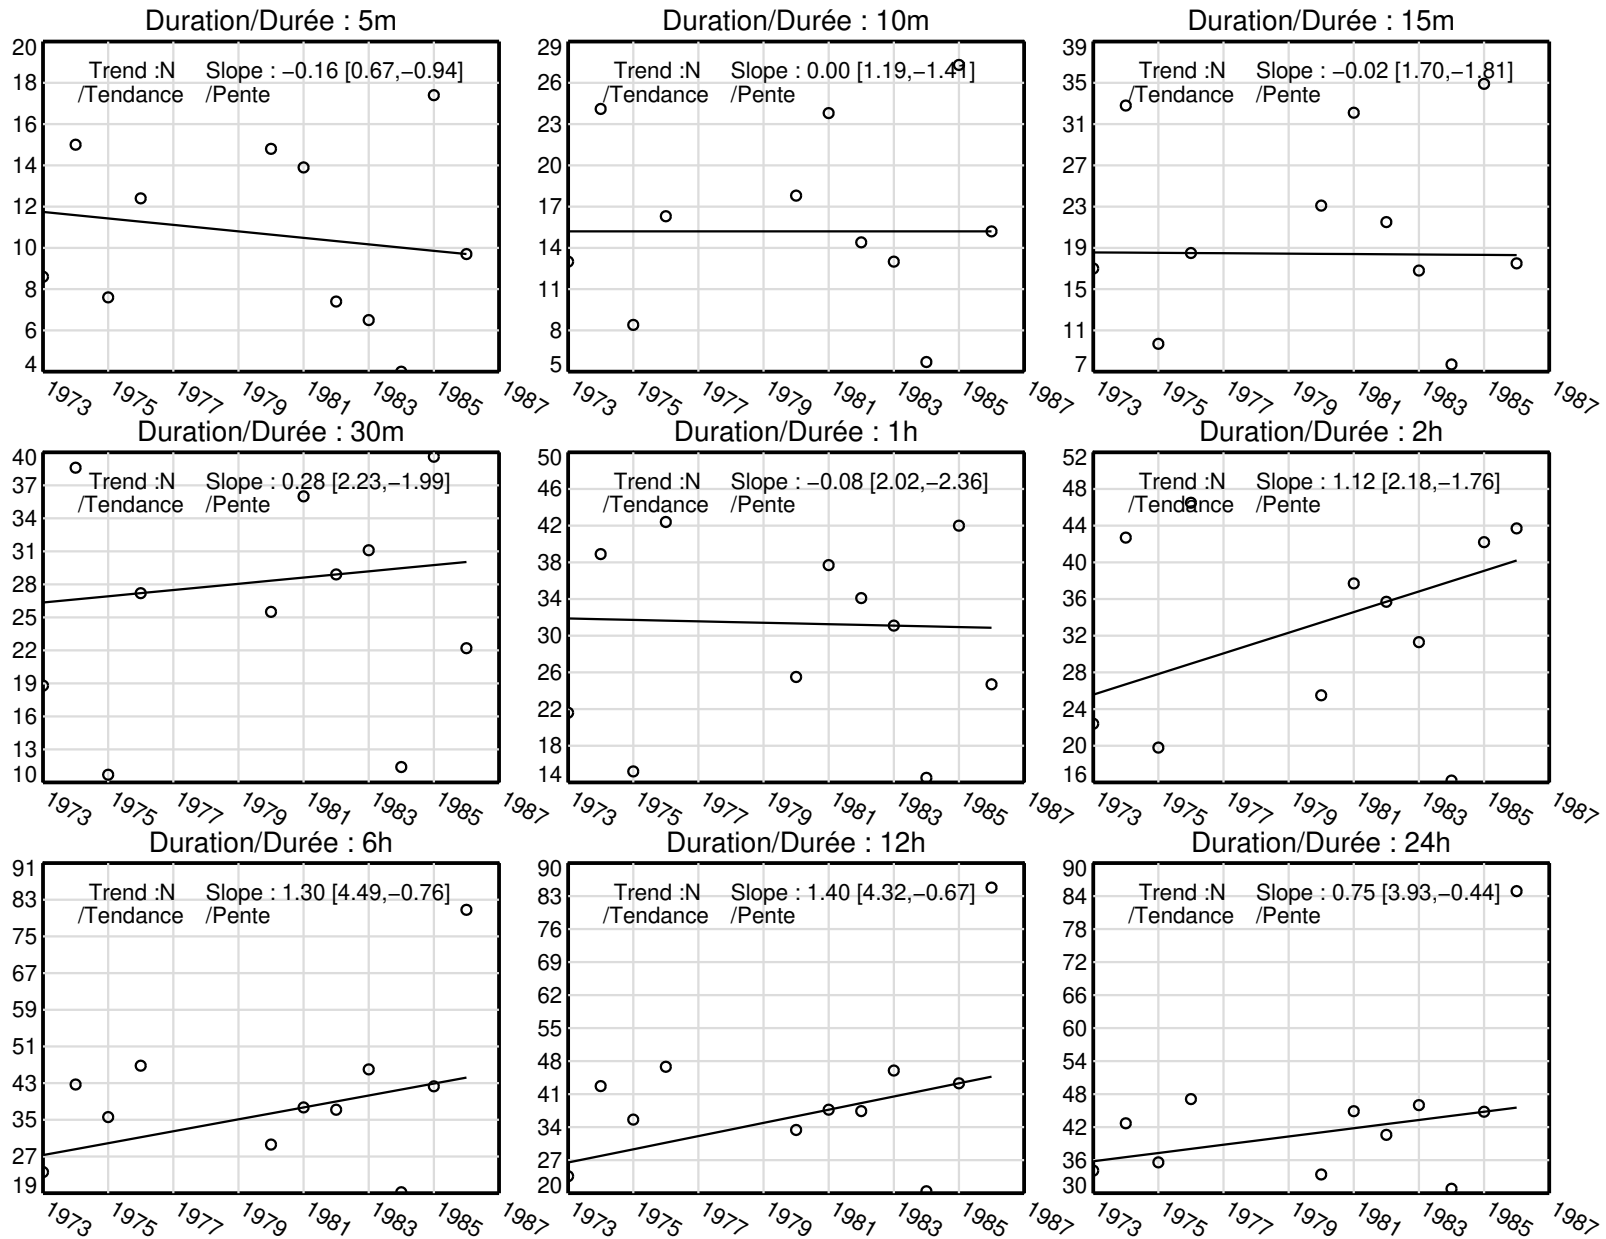 Duration/Durée : 5m
Trend :N Slope : −0.16 [0.67,−0.94]
/Tendance /Pente
20
18
16
14
12
10
8
6
4
1973 1975 1977 1979 1981 1983 1985 1987
Duration/Durée : 10m
Trend :N Slope : 0.00 [1.19,−1.41]
/Tendance /Pente
29
26
23
20
17
14
11
8
5
1973 1975 1977 1979 1981 1983 1985 1987
Duration/Durée : 15m
Trend :N Slope : −0.02 [1.70,−1.81]
/Tendance /Pente
39
35
31
27
23
19
15
11
7
1973 1975 1977 1979 1981 1983 1985 1987
Duration/Durée : 30m
Trend :N Slope : 0.28 [2.23,−1.99]
/Tendance /Pente
40
37
34
31
28
25
22
19
16
13
10
1973 1975 1977 1979 1981 1983 1985 1987
Duration/Durée : 1h
Trend :N Slope : −0.08 [2.02,−2.36]
/Tendance /Pente
50
46
42
38
34
30
26
22
18
14
1973 1975 1977 1979 1981 1983 1985 1987
Duration/Durée : 2h
Trend :N Slope : 1.12 [2.18,−1.76]
/Tendance /Pente
52
48
44
40
36
32
28
24
20
16
1973 1975 1977 1979 1981 1983 1985 1987
Duration/Durée : 6h
Trend :N Slope : 1.30 [4.49,−0.76]
/Tendance /Pente
91
83
75
67
59
51
43
35
27
19
1973 1975 1977 1979 1981 1983 1985 1987
Duration/Durée : 12h
Trend :N Slope : 1.40 [4.32,−0.67]
/Tendance /Pente
90
83
76
69
62
55
48
41
34
27
20
1973 1975 1977 1979 1981 1983 1985 1987
Duration/Durée : 24h
Trend :N Slope : 0.75 [3.93,−0.44]
/Tendance /Pente
90
84
78
72
66
60
54
48
42
36
30
1973 1975 1977 1979 1981 1983 1985 1987